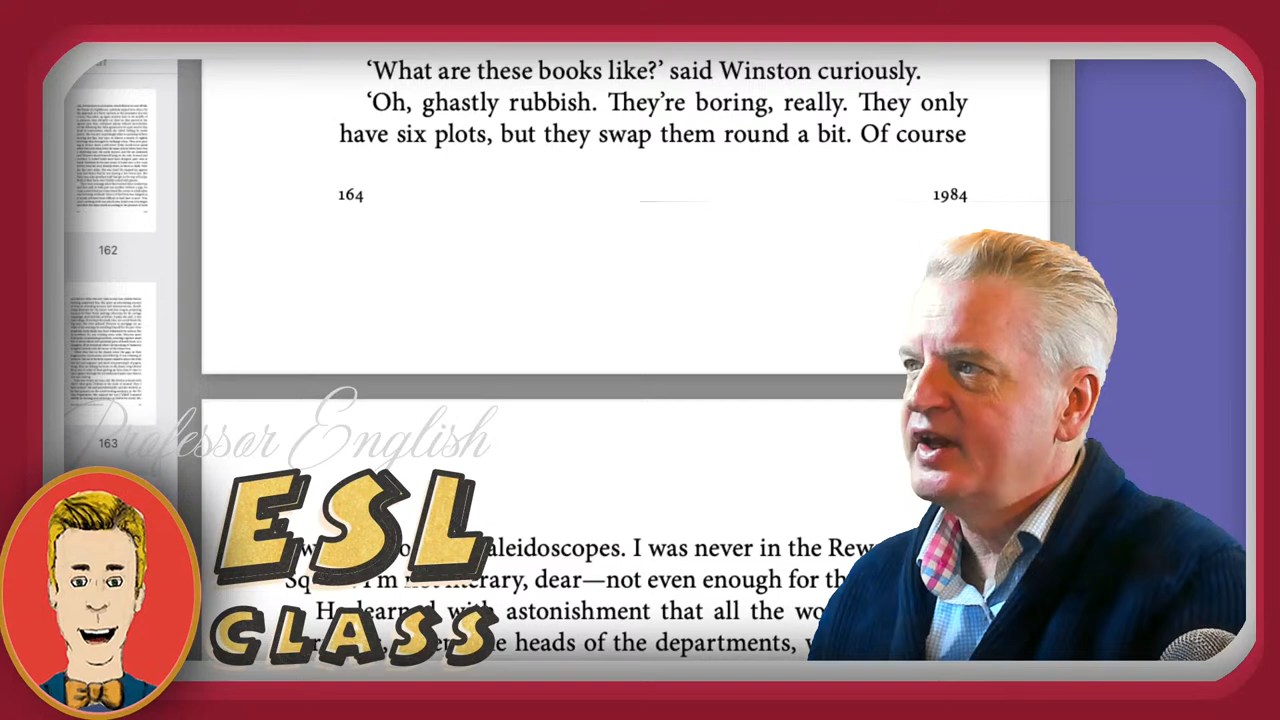 ‘What are these books like?’ said Winston curiously.
‘Oh, ghastly rubbish. They’re boring, really. They only
have six plots, but they swap them round a bit. Of course
164 1984
162
163
Professor English
ESL
CLASS
aleidoscopes. I was never in the Rew
I’m not literary, dear—not even enough for th
He learned with astonishment that all the wo
e heads of the departments,